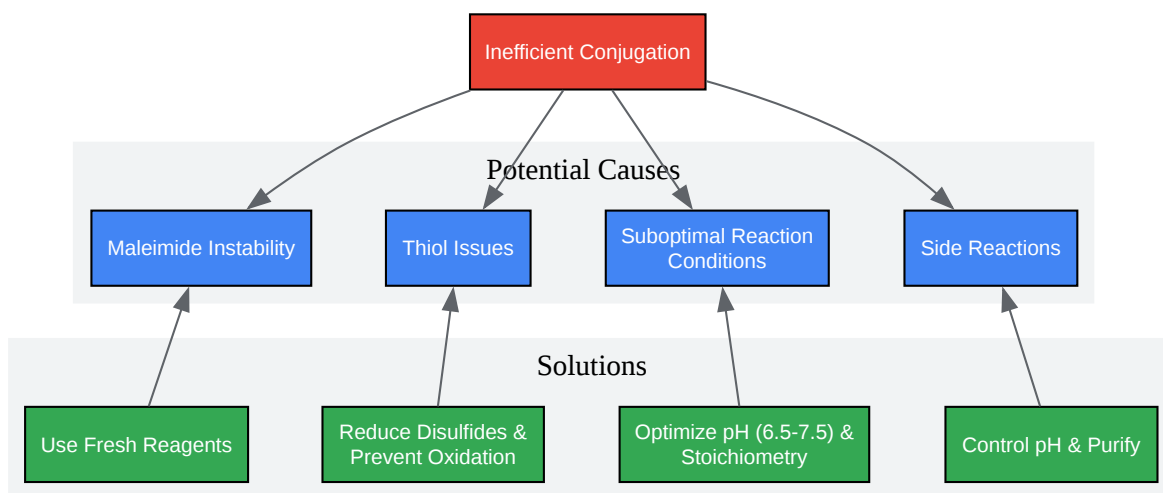 Inefficient Conjugation
Potential Causes
Maleimide Instability
Thiol Issues
Suboptimal Reaction
Conditions
Side Reactions
Solutions
Use Fresh Reagents
Reduce Disulfides &
Prevent Oxidation
Optimize pH (6.5-7.5) &
Stoichiometry
Control pH & Purify